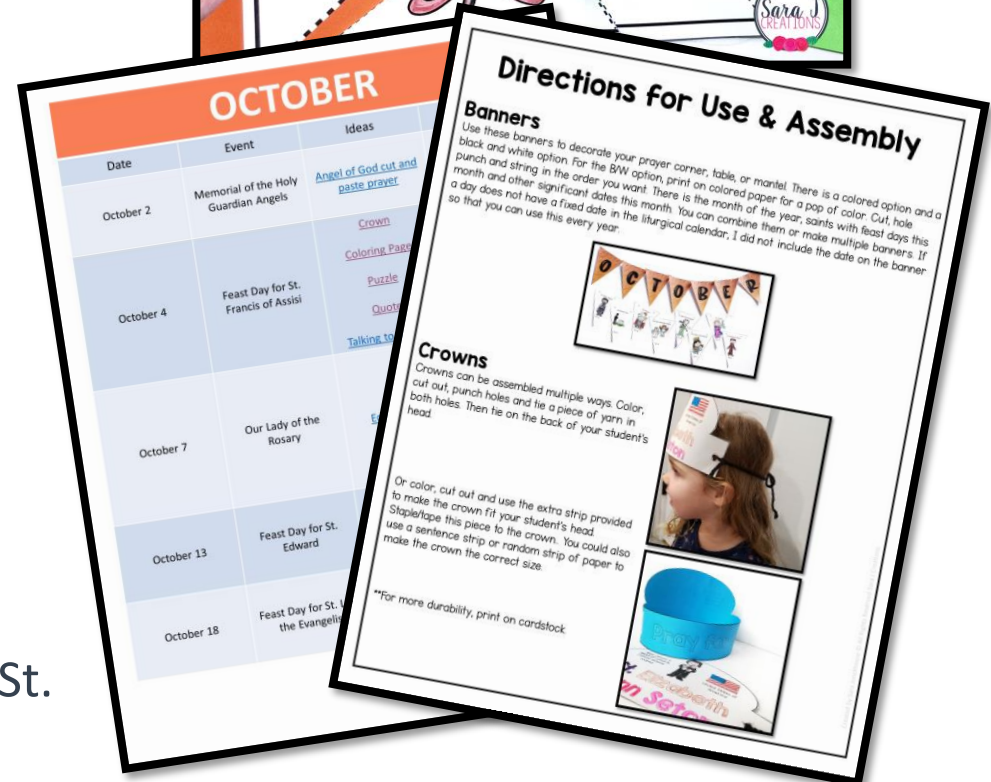 Sara J
CREATIONS
OCTOBER
Date
Event
Ideas
October 2
Memorial of the Holy
Guardian Angels
Angel of God cut and
paste prayer
October 4
Feast Day for St.
Francis of Assisi
Crown
Coloring Page
Puzzle
Quote
Talking to
October 7
Our Lady of the
Rosary
October 13
Feast Day for St.
Edward
October 18
Feast Day for St.
the Evangelis
St.
Directions for Use & Assembly
Banners
Use these banners to decorate your prayer corner, table, or mantel. There is a colored option and a
black and white option. For the B/W option, print on colored paper for a pop of color. Cut, hole
punch and string in the order you want. There is the month of the year, saints with feast days this
month and other significant dates this month. You can combine them or make multiple banners. If
a day does not have a fixed date in the liturgical calendar, I did not include the date on the banner
so that you can use this every year.
OCTOBER
Crowns
Crowns can be assembled multiple ways. Color,
cut out, punch holes and tie a piece of yarn in
both holes. Then tie on the back of your student's
head.
Or color, cut out and use the extra strip provided
to make the crown fit your student's head.
Staple/tape this piece to the crown. You could also
use a sentence strip or random strip of paper to
make the crown the correct size.
**For more durability, print on cardstock.
eth
ton
pray for
Elizabeth
an Seton